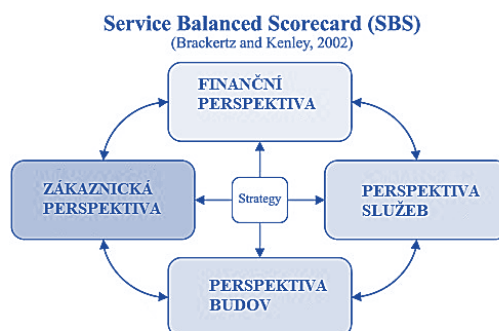 Service Balanced Scorecard (SBS)
(Brackertz and Kenley, 2002)
FINANČNÍ
PERSPEKTIVA
ZÁKAZNICKÁ
PERSPEKTIVA
Strategy
PERSPEKTIVA
SLUŽEB
PERSPEKTIVA
BUDOV